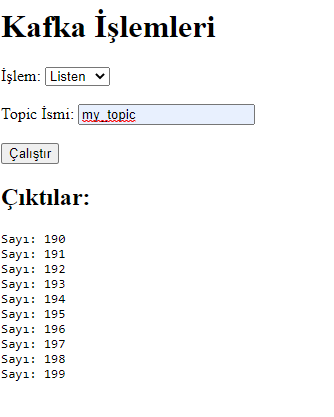 Kafka İşlemleri
İşlem: Listen
Topic İsmi: my_topic
Çalıştır
Çıktılar:
Sayı: 190
Sayı: 191
Sayı: 192
Sayı: 193
Sayı: 194
Sayı: 195
Sayı: 196
Sayı: 197
Sayı: 198
Sayı: 199